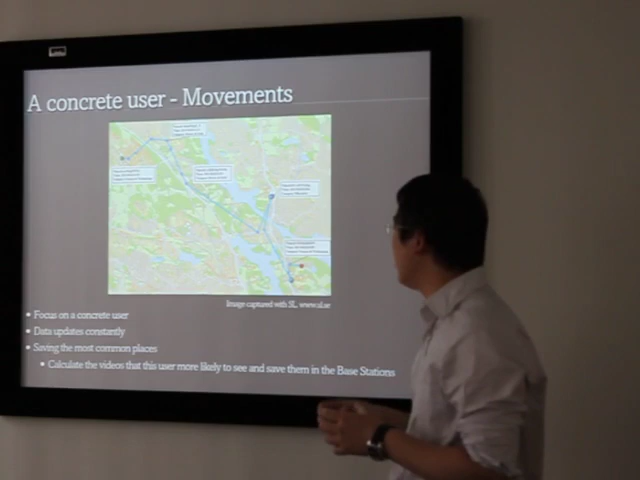 A concrete user - Movements
Image captured with SL, www.sl.se
• Focus on a concrete user
• Data updates constantly
• Saving the most common places
• Calculate the videos that this user more likely to see and save them in the Base Stations